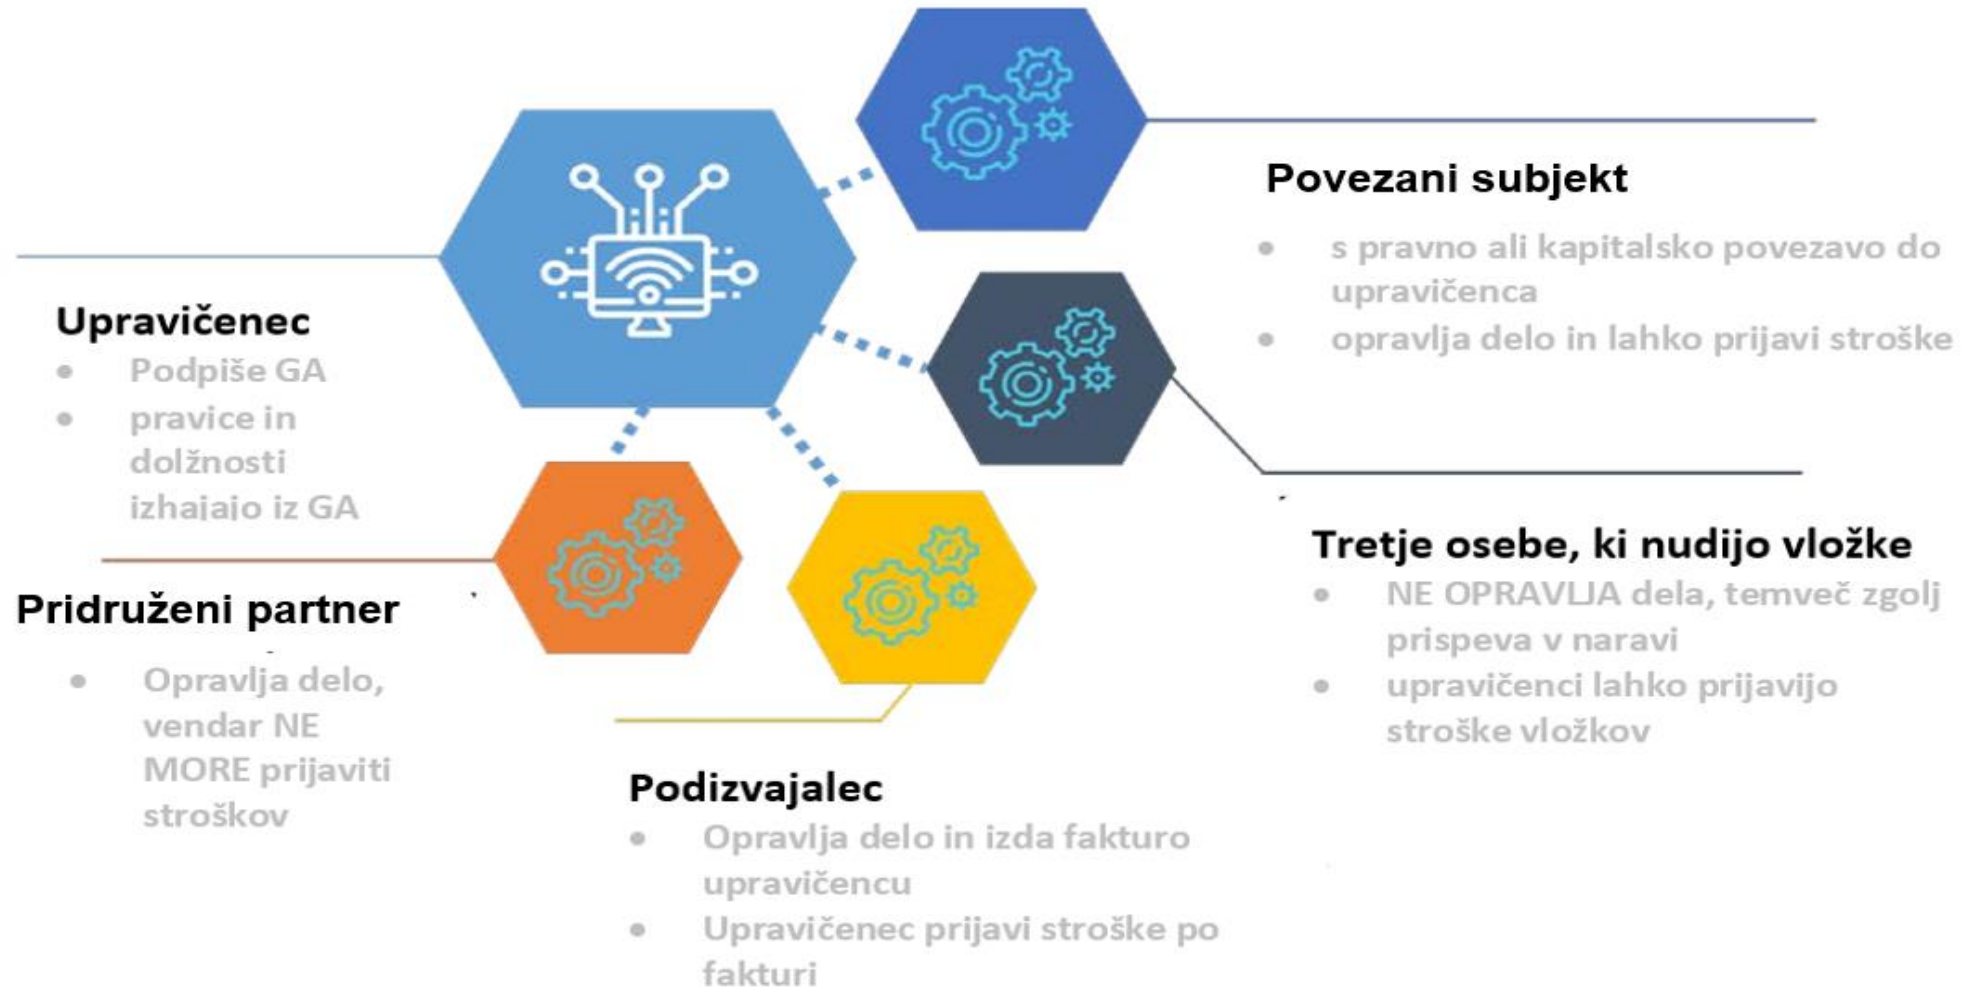 Povezani subjekt
• s pravno ali kapitalsko povezavo do
upravičenca
• opravlja delo in lahko prijavi stroške
Upravičenec
• Podpiše GA
• pravice in
dolžnosti
izhajajo iz GA
Tretje osebe, ki nudijo vložke
• NE OPRAVLJA dela, temveč zgolj
prispeva v naravi
• upravičenci lahko prijavijo
stroške vložkov
Pridruženi partner
• Opravlja delo,
vendar NE
MORE prijaviti
stroškov
Podizvajalec
• Opravlja delo in izda fakturo
upravičencu
• Upravičenec prijavi stroške po
fakturi